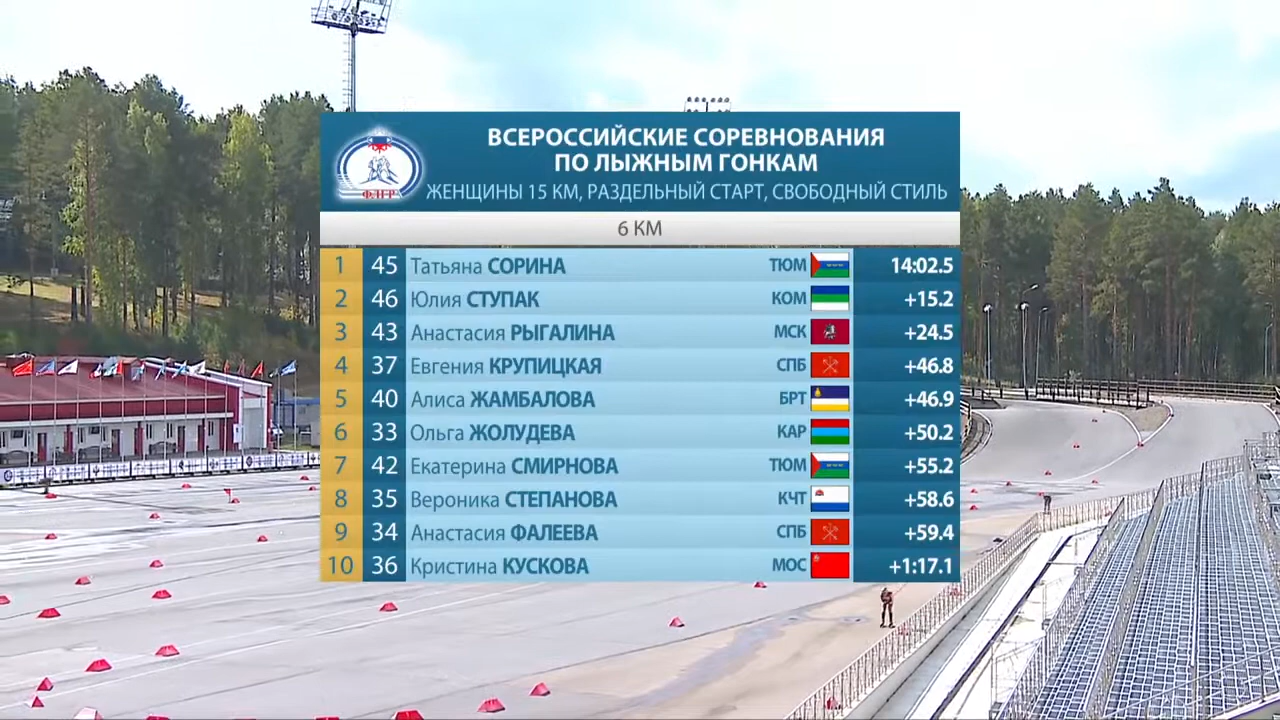 ВСЕРОССИЙСКИЕ СОРЕВНОВАНИЯ
ПО ЛЫЖНЫМ ГОНКАМ
ФЛГР
ЖЕНЩИНЫ 15 КМ, РАЗДЕЛЬНЫЙ СТАРТ, СВОБОДНЫЙ СТИЛЬ
6 КМ
1 45 Татьяна СОРИНА ТЮМ 14:02.5
2 46 Юлия СТУПАК КОМ +15.2
3 43 Анастасия РЫГАЛИНА МСК +24.5
4 37 Евгения КРУПИЦКАЯ СПБ +46.8
5 40 Алиса ЖАМБАЛОВА БРТ +46.9
6 33 Ольга ЖОЛУДЕВА КАР +50.2
7 42 Екатерина СМИРНОВА ТЮМ +55.2
8 35 Вероника СТЕПАНОВА КЧТ +58.6
9 34 Анастасия ФАЛЕЕВА СПБ +59.4
10 36 Кристина КУСКОВА МОС +1:17.1